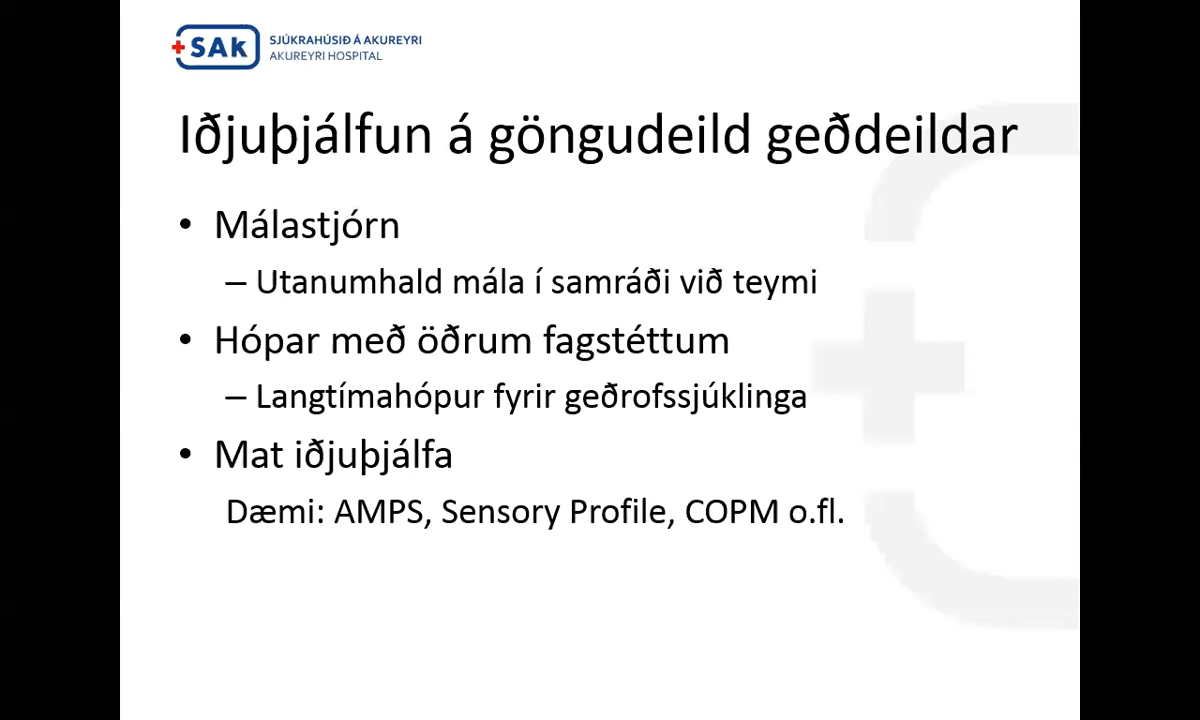 SAk
SJÚKRAHÚSIÐ Á AKUREYRI
AKUREYRI HOSPITAL
Iðjuþjálfun á göngudeild geðdeildar
• Málastjórn
– Utanumhald mála í samráði við teymi
• Hópar með öðrum fagstéttum
– Langtímahópur fyrir geðrofssjúklinga
• Mat iðjuþjálfa
Dæmi: AMPS, Sensory Profile, COPM o.fl.